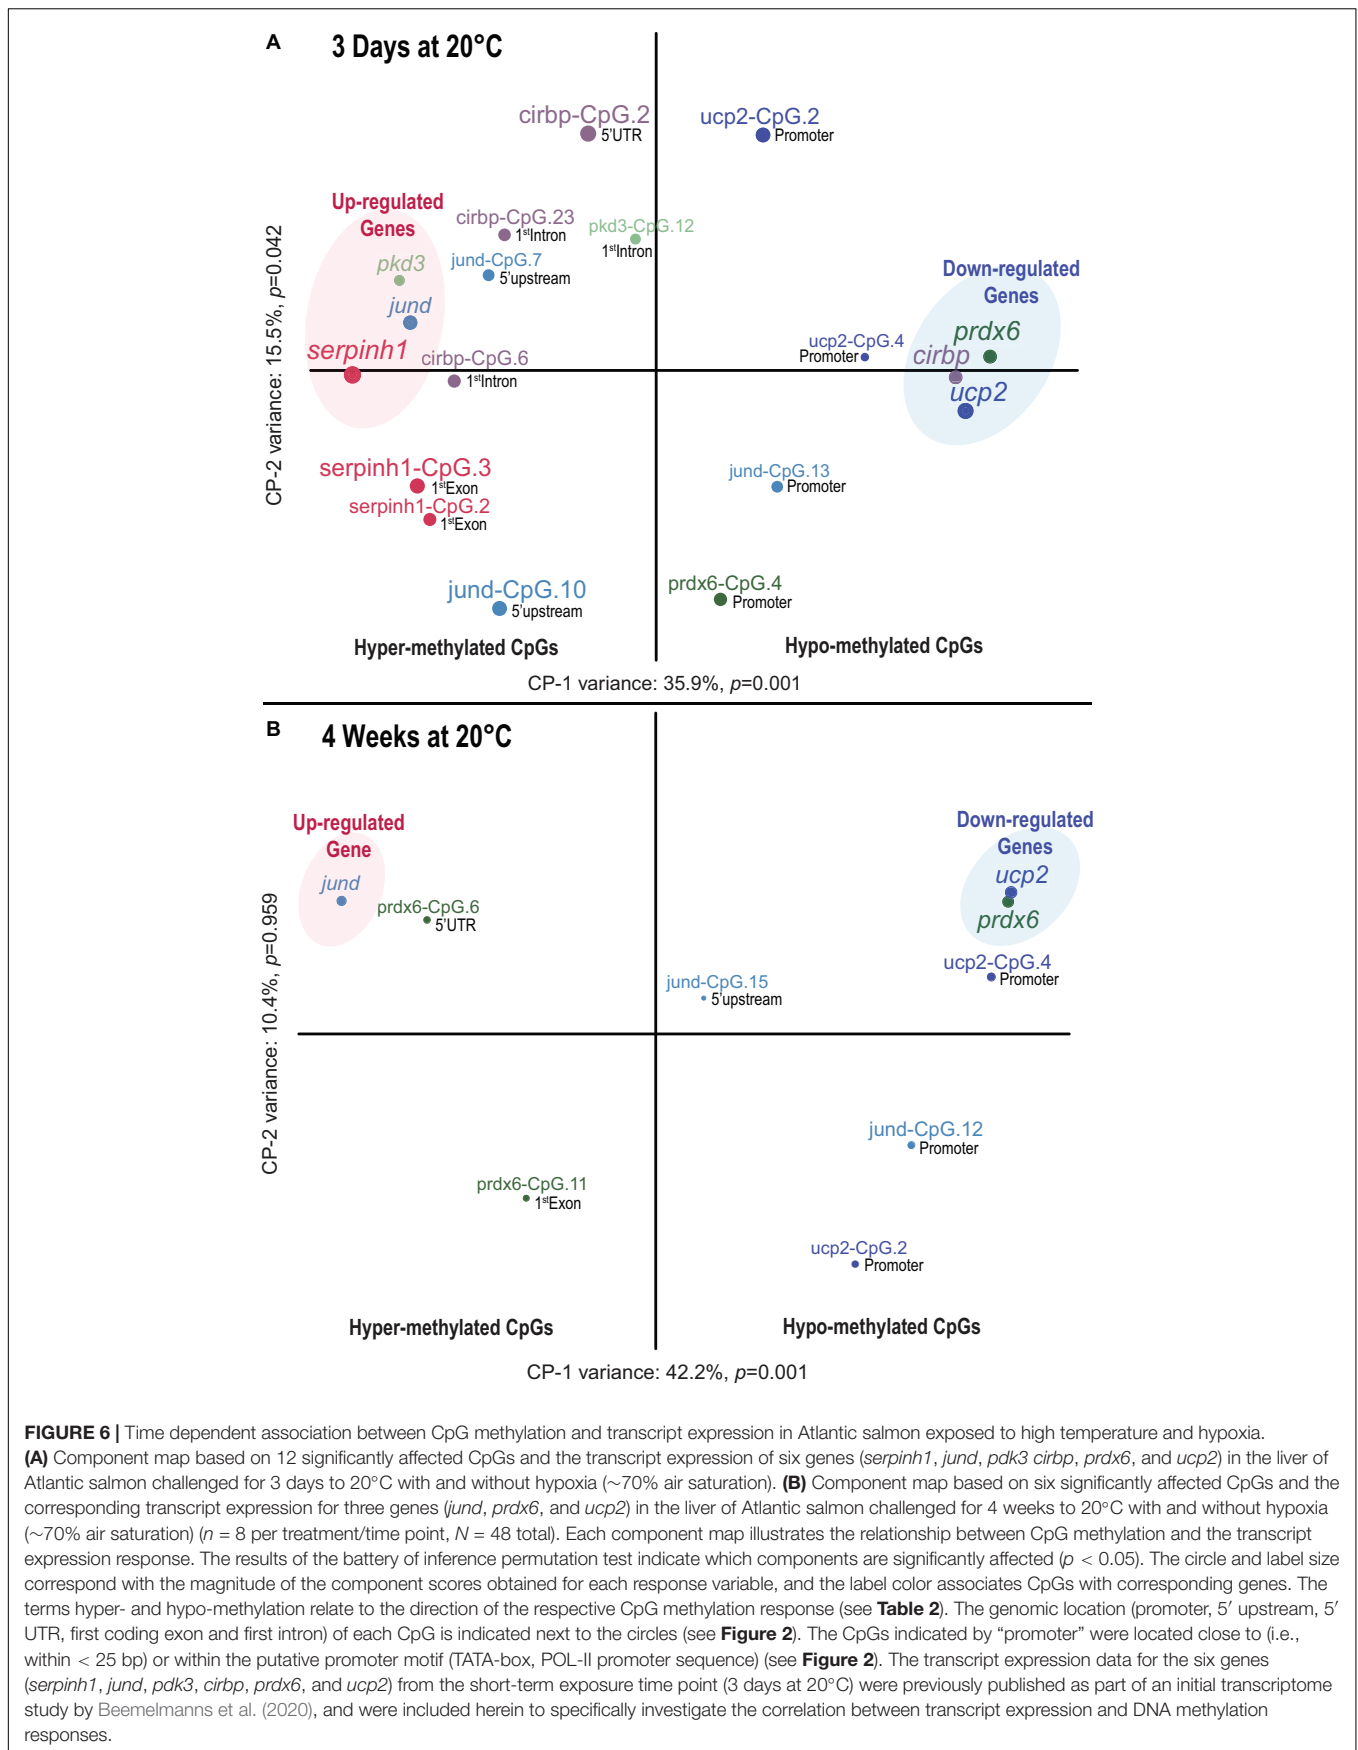 A
3 Days at 20°C
cirbp-CpG.2
5'UTR
ucp2-CpG.2
Promoter
Up-regulated
Genes
cirbp-CpG.23
1stIntron
pkd3-CpG.12
1stIntron
pkd3
jund-CpG.7
5'upstream
jund
Down-regulated
Genes
prdx6
serpinh1
cirbp-CpG.6
1stIntron
ucp2-CpG.4
Promoter
cirbp
ucp2
CP-2 variance: 15.5%, p=0.042
serpinh1-CpG.3
1stExon
serpinh1-CpG.2
1stExon
jund-CpG.13
Promoter
jund-CpG.10
5'upstream
prdx6-CpG.4
Promoter
Hyper-methylated CpGs
Hypo-methylated CpGs
CP-1 variance: 35.9%, p=0.001
B
4 Weeks at 20°C
Up-regulated
Gene
jund
prdx6-CpG.6
5'UTR
Down-regulated
Genes
ucp2
prdx6
ucp2-CpG.4
Promoter
jund-CpG.15
5'upstream
CP-2 variance: 10.4%, p=0.959
jund-CpG.12
Promoter
prdx6-CpG.11
1stExon
ucp2-CpG.2
Promoter
Hyper-methylated CpGs
Hypo-methylated CpGs
CP-1 variance: 42.2%, p=0.001
FIGURE 6 | Time dependent association between CpG methylation and transcript expression in Atlantic salmon exposed to high temperature and hypoxia.
(A) Component map based on 12 significantly affected CpGs and the transcript expression of six genes (serpinh1, jund, pdk3 cirbp, prdx6, and ucp2) in the liver of
Atlantic salmon challenged for 3 days to 20°C with and without hypoxia (∼70% air saturation). (B) Component map based on six significantly affected CpGs and the
corresponding transcript expression for three genes (jund, prdx6, and ucp2) in the liver of Atlantic salmon challenged for 4 weeks to 20°C with and without hypoxia
(∼70% air saturation) (n = 8 per treatment/time point, N = 48 total). Each component map illustrates the relationship between CpG methylation and the transcript
expression response. The results of the battery of inference permutation test indicate which components are significantly affected (p < 0.05). The circle and label size
correspond with the magnitude of the component scores obtained for each response variable, and the label color associates CpGs with corresponding genes. The
terms hyper- and hypo-methylation relate to the direction of the respective CpG methylation response (see Table 2). The genomic location (promoter, 5′ upstream, 5′
UTR, first coding exon and first intron) of each CpG is indicated next to the circles (see Figure 2). The CpGs indicated by “promoter” were located close to (i.e.,
within < 25 bp) or within the putative promoter motif (TATA-box, POL-II promoter sequence) (see Figure 2). The transcript expression data for the six genes
(serpinh1, jund, pdk3, cirbp, prdx6, and ucp2) from the short-term exposure time point (3 days at 20°C) were previously published as part of an initial transcriptome
study by Beemelmanns et al. (2020), and were included herein to specifically investigate the correlation between transcript expression and DNA methylation
responses.